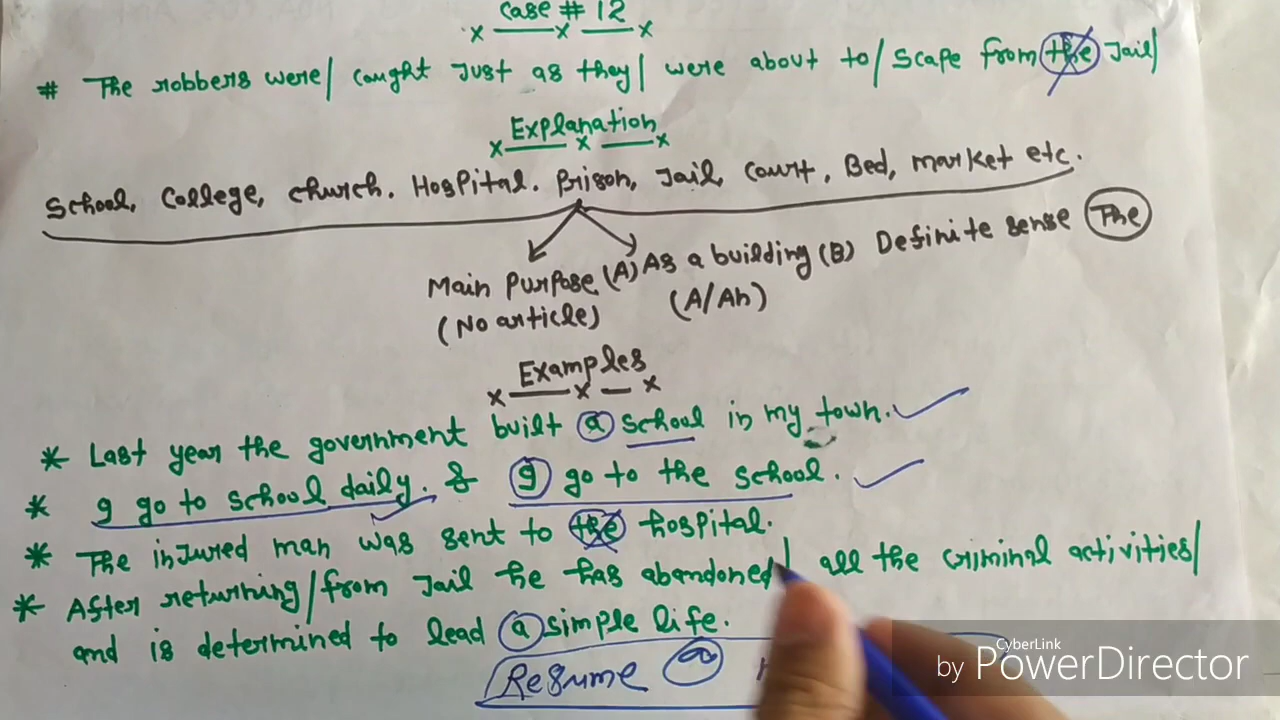 Case # 12
# The robbers were/ caught Just as they/ were about to/ Scape from the Jail/
Explanation
School, College, Church. Hospital. Prison, Jail, Court, Bed, market etc.
Main Purpose (A) As a building (B) Definite sense The
(No article) (A/An)
Examples
* Last year the government built a school in my town.
* I go to school daily. & I go to the school.
* The injured man was sent to the hospital.
* After returning/from Jail he has abandoned/ all the criminal activities/
and is determined to lead a simple life.
Resume
CyberLink
by PowerDirector